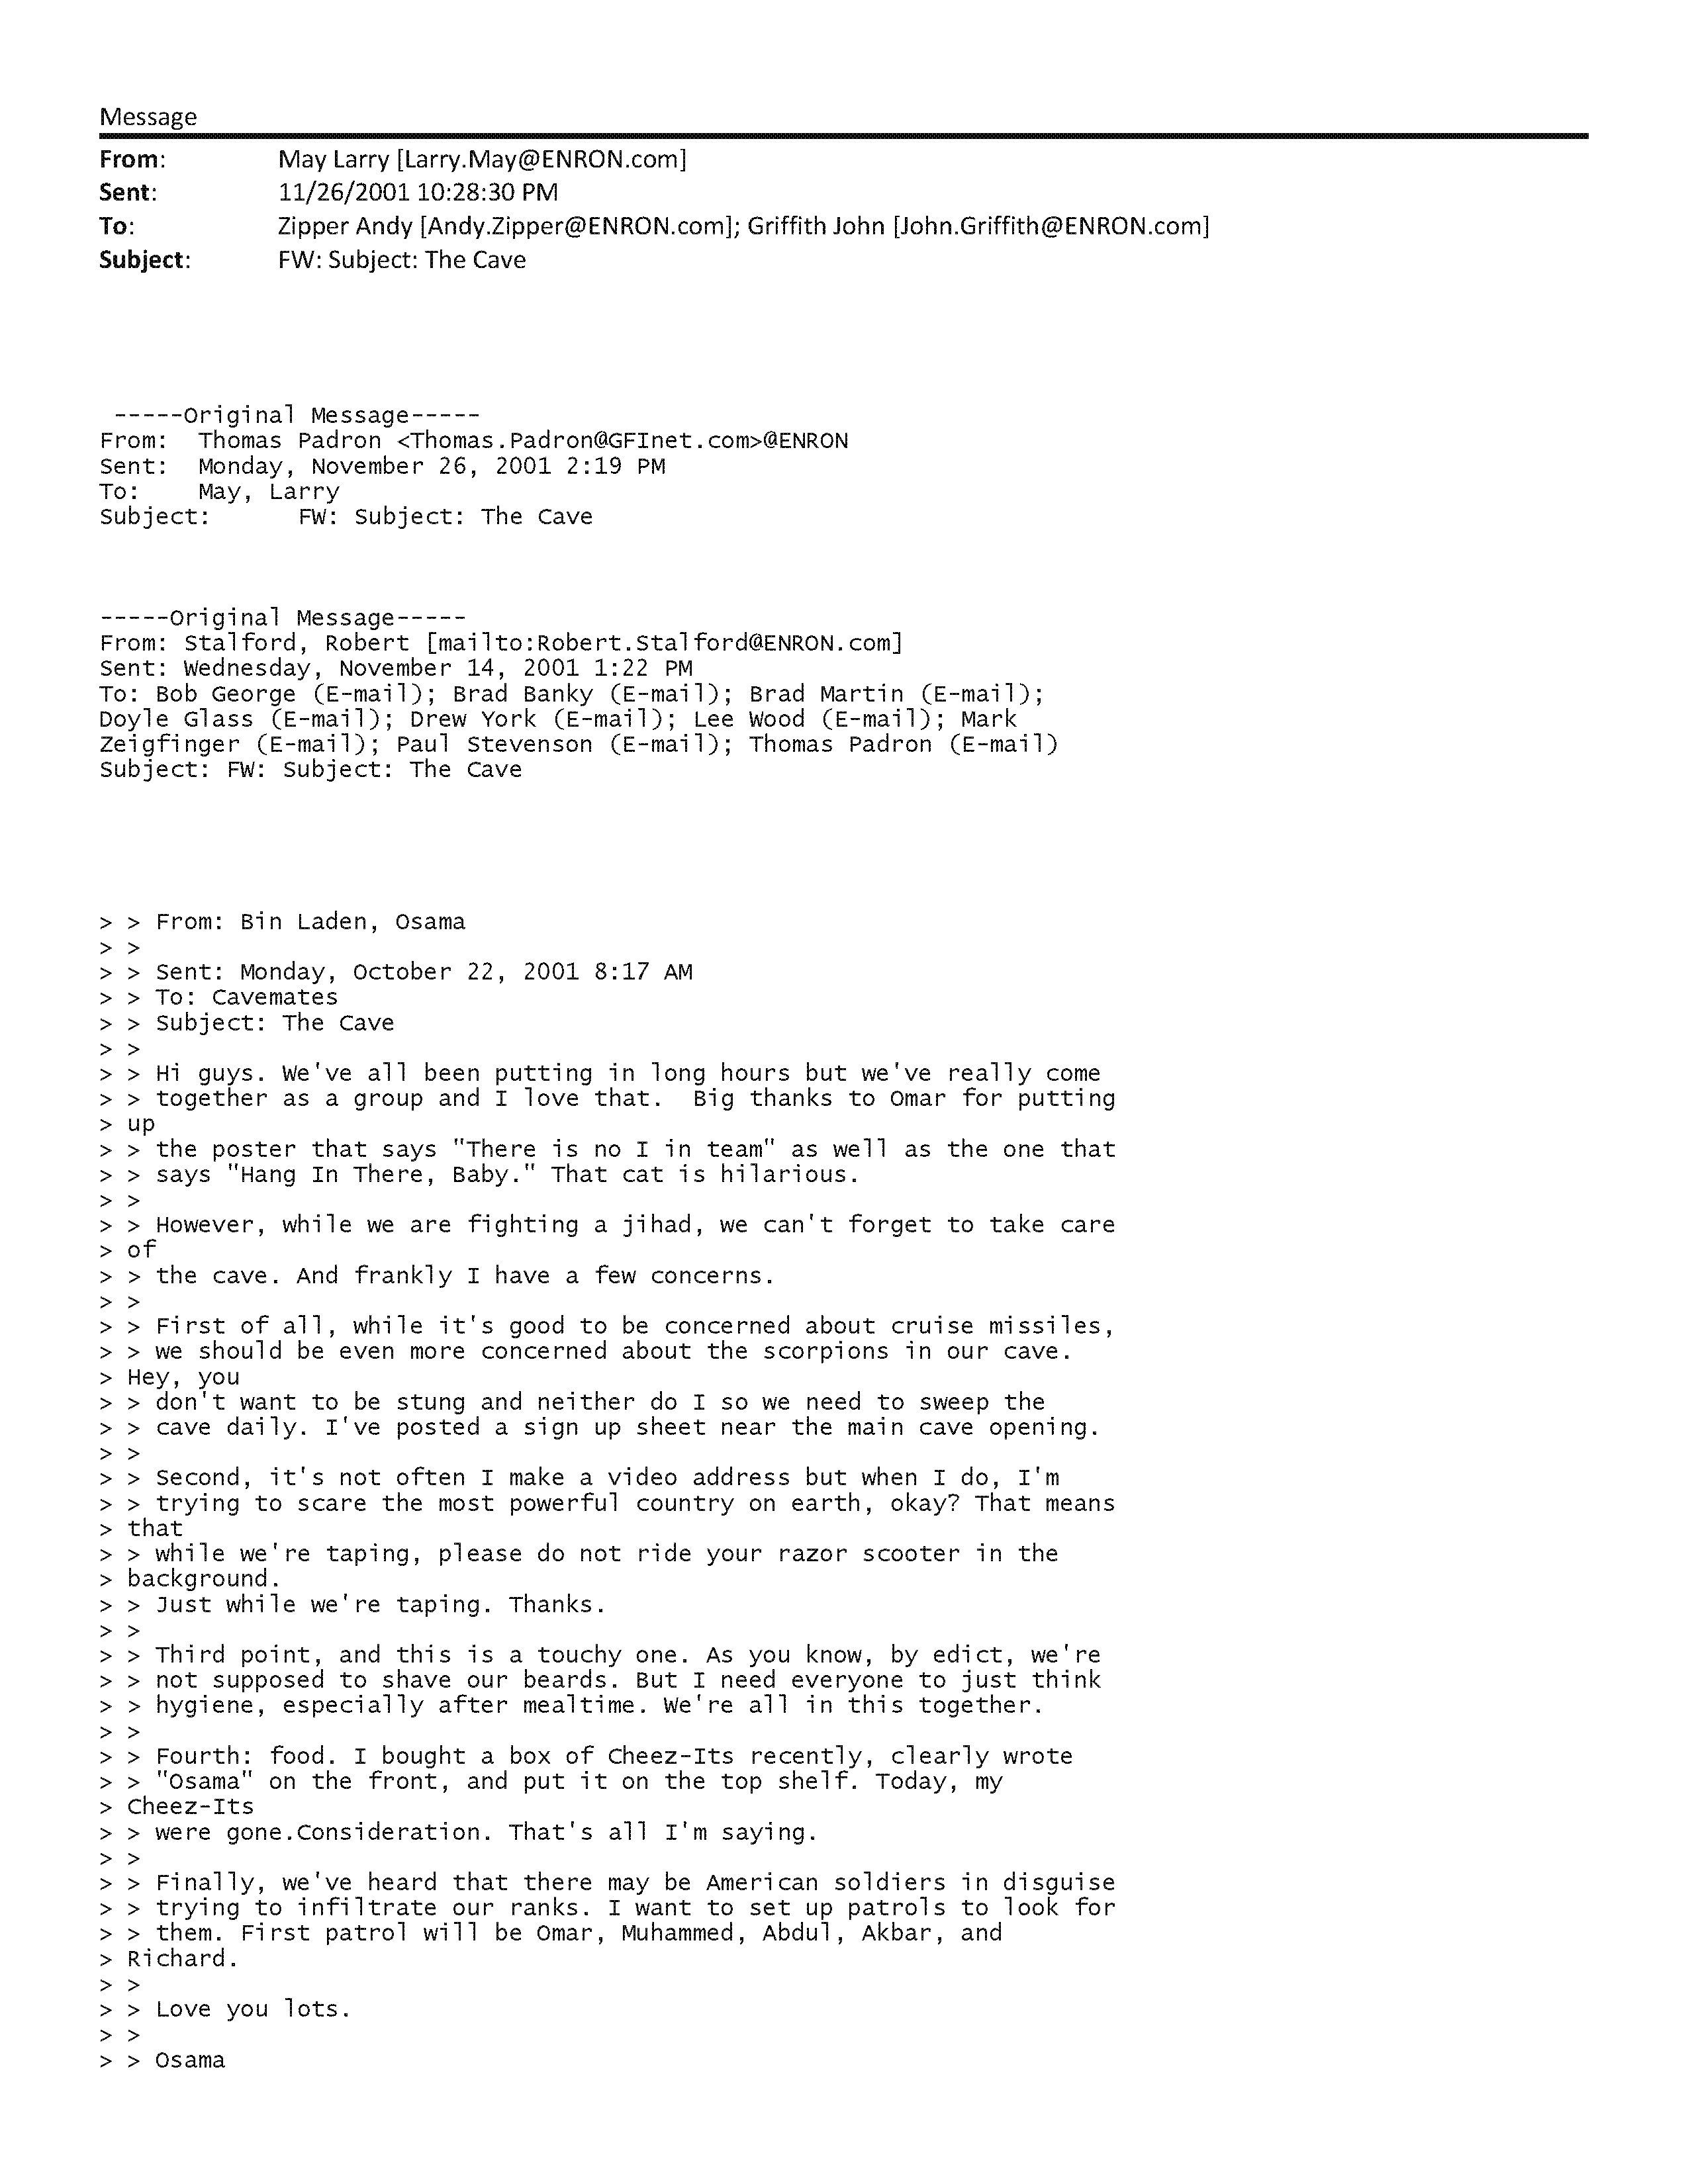 Message
From: May Larry [Larry.May@ENRON.com]
Sent: 11/26/2001 10:28:30 PM
To: Zipper Andy [Andy.Zipper@ENRON.com]; Griffith John [John.Griffith@ENRON.com]
Subject: FW: Subject: The Cave
-----Original Message-----
From: Thomas Padron <Thomas.Padron@GFInet.com>@ENRON
Sent: Monday, November 26, 2001 2:19 PM
To: May, Larry
Subject: FW: Subject: The Cave
-----Original Message-----
From: Stalford, Robert [mailto:Robert.Stalford@ENRON.com]
Sent: Wednesday, November 14, 2001 1:22 PM
To: Bob George (E-mail); Brad Banky (E-mail); Brad Martin (E-mail);
Doyle Glass (E-mail); Drew York (E-mail); Lee Wood (E-mail); Mark
Zeigfinger (E-mail); Paul Stevenson (E-mail); Thomas Padron (E-mail)
Subject: FW: Subject: The Cave
> > From: Bin Laden, Osama
> >
> > Sent: Monday, October 22, 2001 8:17 AM
> > To: Cavemates
> > Subject: The Cave
> >
> > Hi guys. We've all been putting in long hours but we've really come
> > together as a group and I love that.  Big thanks to Omar for putting
> up
> > the poster that says "There is no I in team" as well as the one that
> > says "Hang In There, Baby." That cat is hilarious.
> >
> > However, while we are fighting a jihad, we can't forget to take care
> of
> > the cave. And frankly I have a few concerns.
> >
> > First of all, while it's good to be concerned about cruise missiles,
> > we should be even more concerned about the scorpions in our cave.
> Hey, you
> > don't want to be stung and neither do I so we need to sweep the
> > cave daily. I've posted a sign up sheet near the main cave opening.
> >
> > Second, it's not often I make a video address but when I do, I'm
> > trying to scare the most powerful country on earth, okay? That means
> that
> > while we're taping, please do not ride your razor scooter in the
> background.
> > Just while we're taping. Thanks.
> >
> > Third point, and this is a touchy one. As you know, by edict, we're
> > not supposed to shave our beards. But I need everyone to just think
> > hygiene, especially after mealtime. We're all in this together.
> >
> > Fourth: food. I bought a box of Cheez-Its recently, clearly wrote
> > "Osama" on the front, and put it on the top shelf. Today, my
> Cheez-Its
> > were gone.Consideration. That's all I'm saying.
> >
> > Finally, we've heard that there may be American soldiers in disguise
> > trying to infiltrate our ranks. I want to set up patrols to look for
> > them. First patrol will be Omar, Muhammed, Abdul, Akbar, and
> Richard.
> >
> > Love you lots.
> >
> > Osama